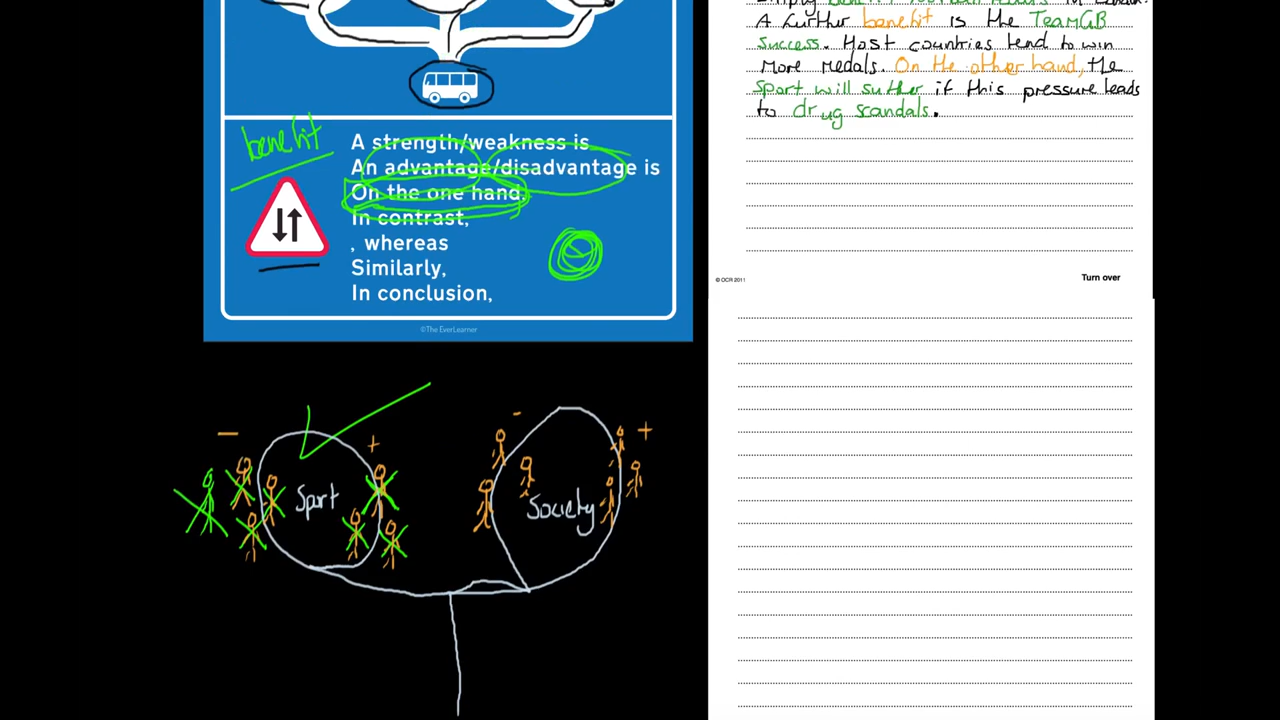 benefit
A strength/weakness is
An advantage/disadvantage is
On the one hand,
In contrast,
, whereas
Similarly,
In conclusion,
©The EverLearner
-
+
Sport
-
+
Society
A further benefit is the TeamGB
success. Host countries tend to win
more medals. On the other hand, the
sport will suffer if this pressure leads
to drug scandals.
© OCR 2011
Turn over